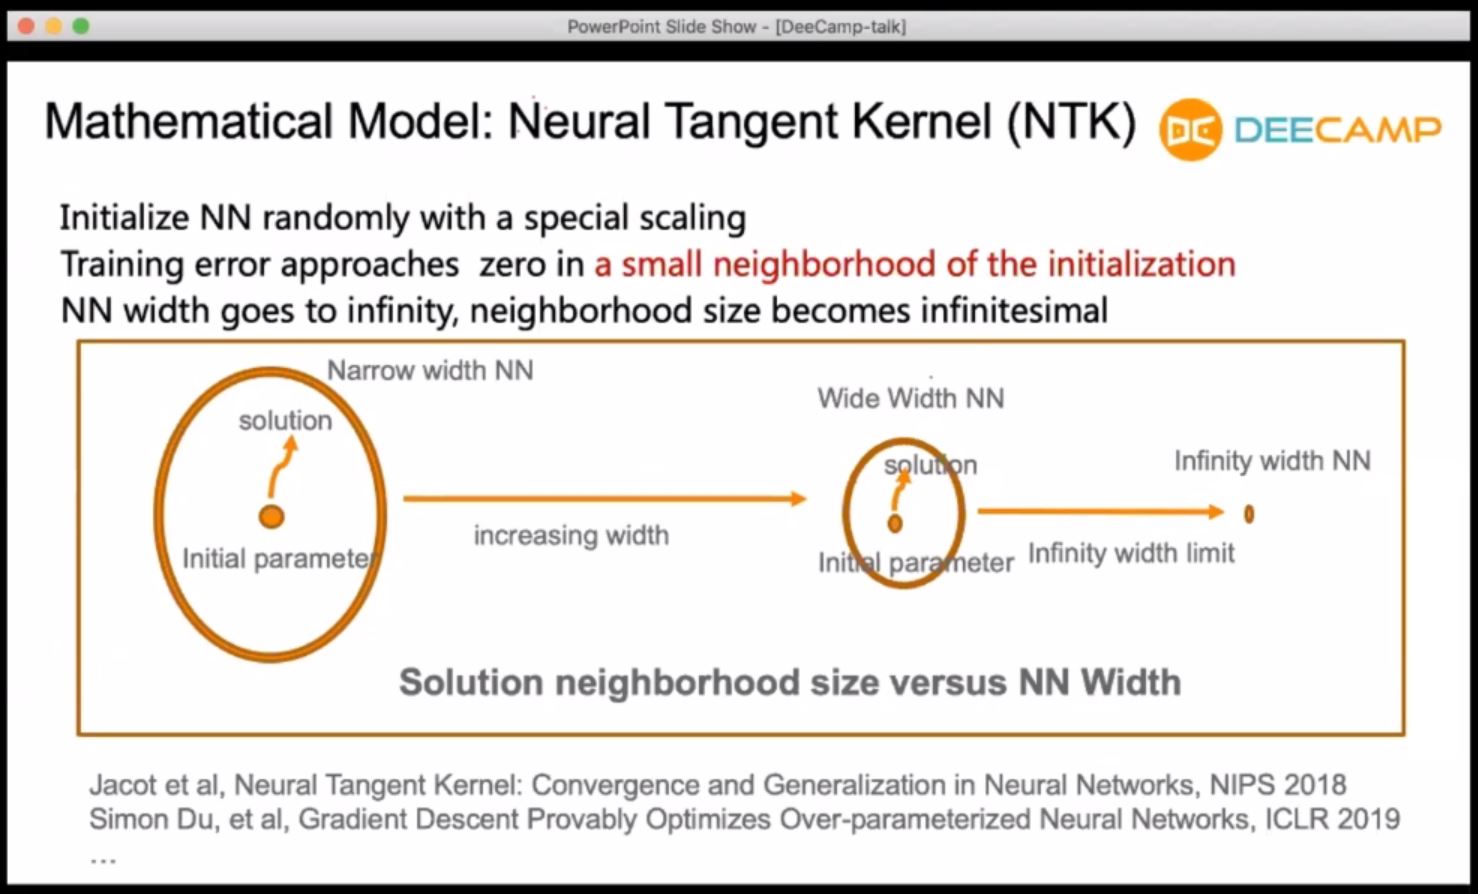 PowerPoint Slide Show - [DeeCamp-talk]
Mathematical Model: Neural Tangent Kernel (NTK)
DEECAMP
Initialize NN randomly with a special scaling
Training error approaches zero in a small neighborhood of the initialization
NN width goes to infinity, neighborhood size becomes infinitesimal
Narrow width NN
solution
Initial parameter
increasing width
Wide Width NN
solution
Initial parameter
Infinity width limit
Infinity width NN
Solution neighborhood size versus NN Width
Jacot et al, Neural Tangent Kernel: Convergence and Generalization in Neural Networks, NIPS 2018
Simon Du, et al, Gradient Descent Provably Optimizes Over-parameterized Neural Networks, ICLR 2019
...